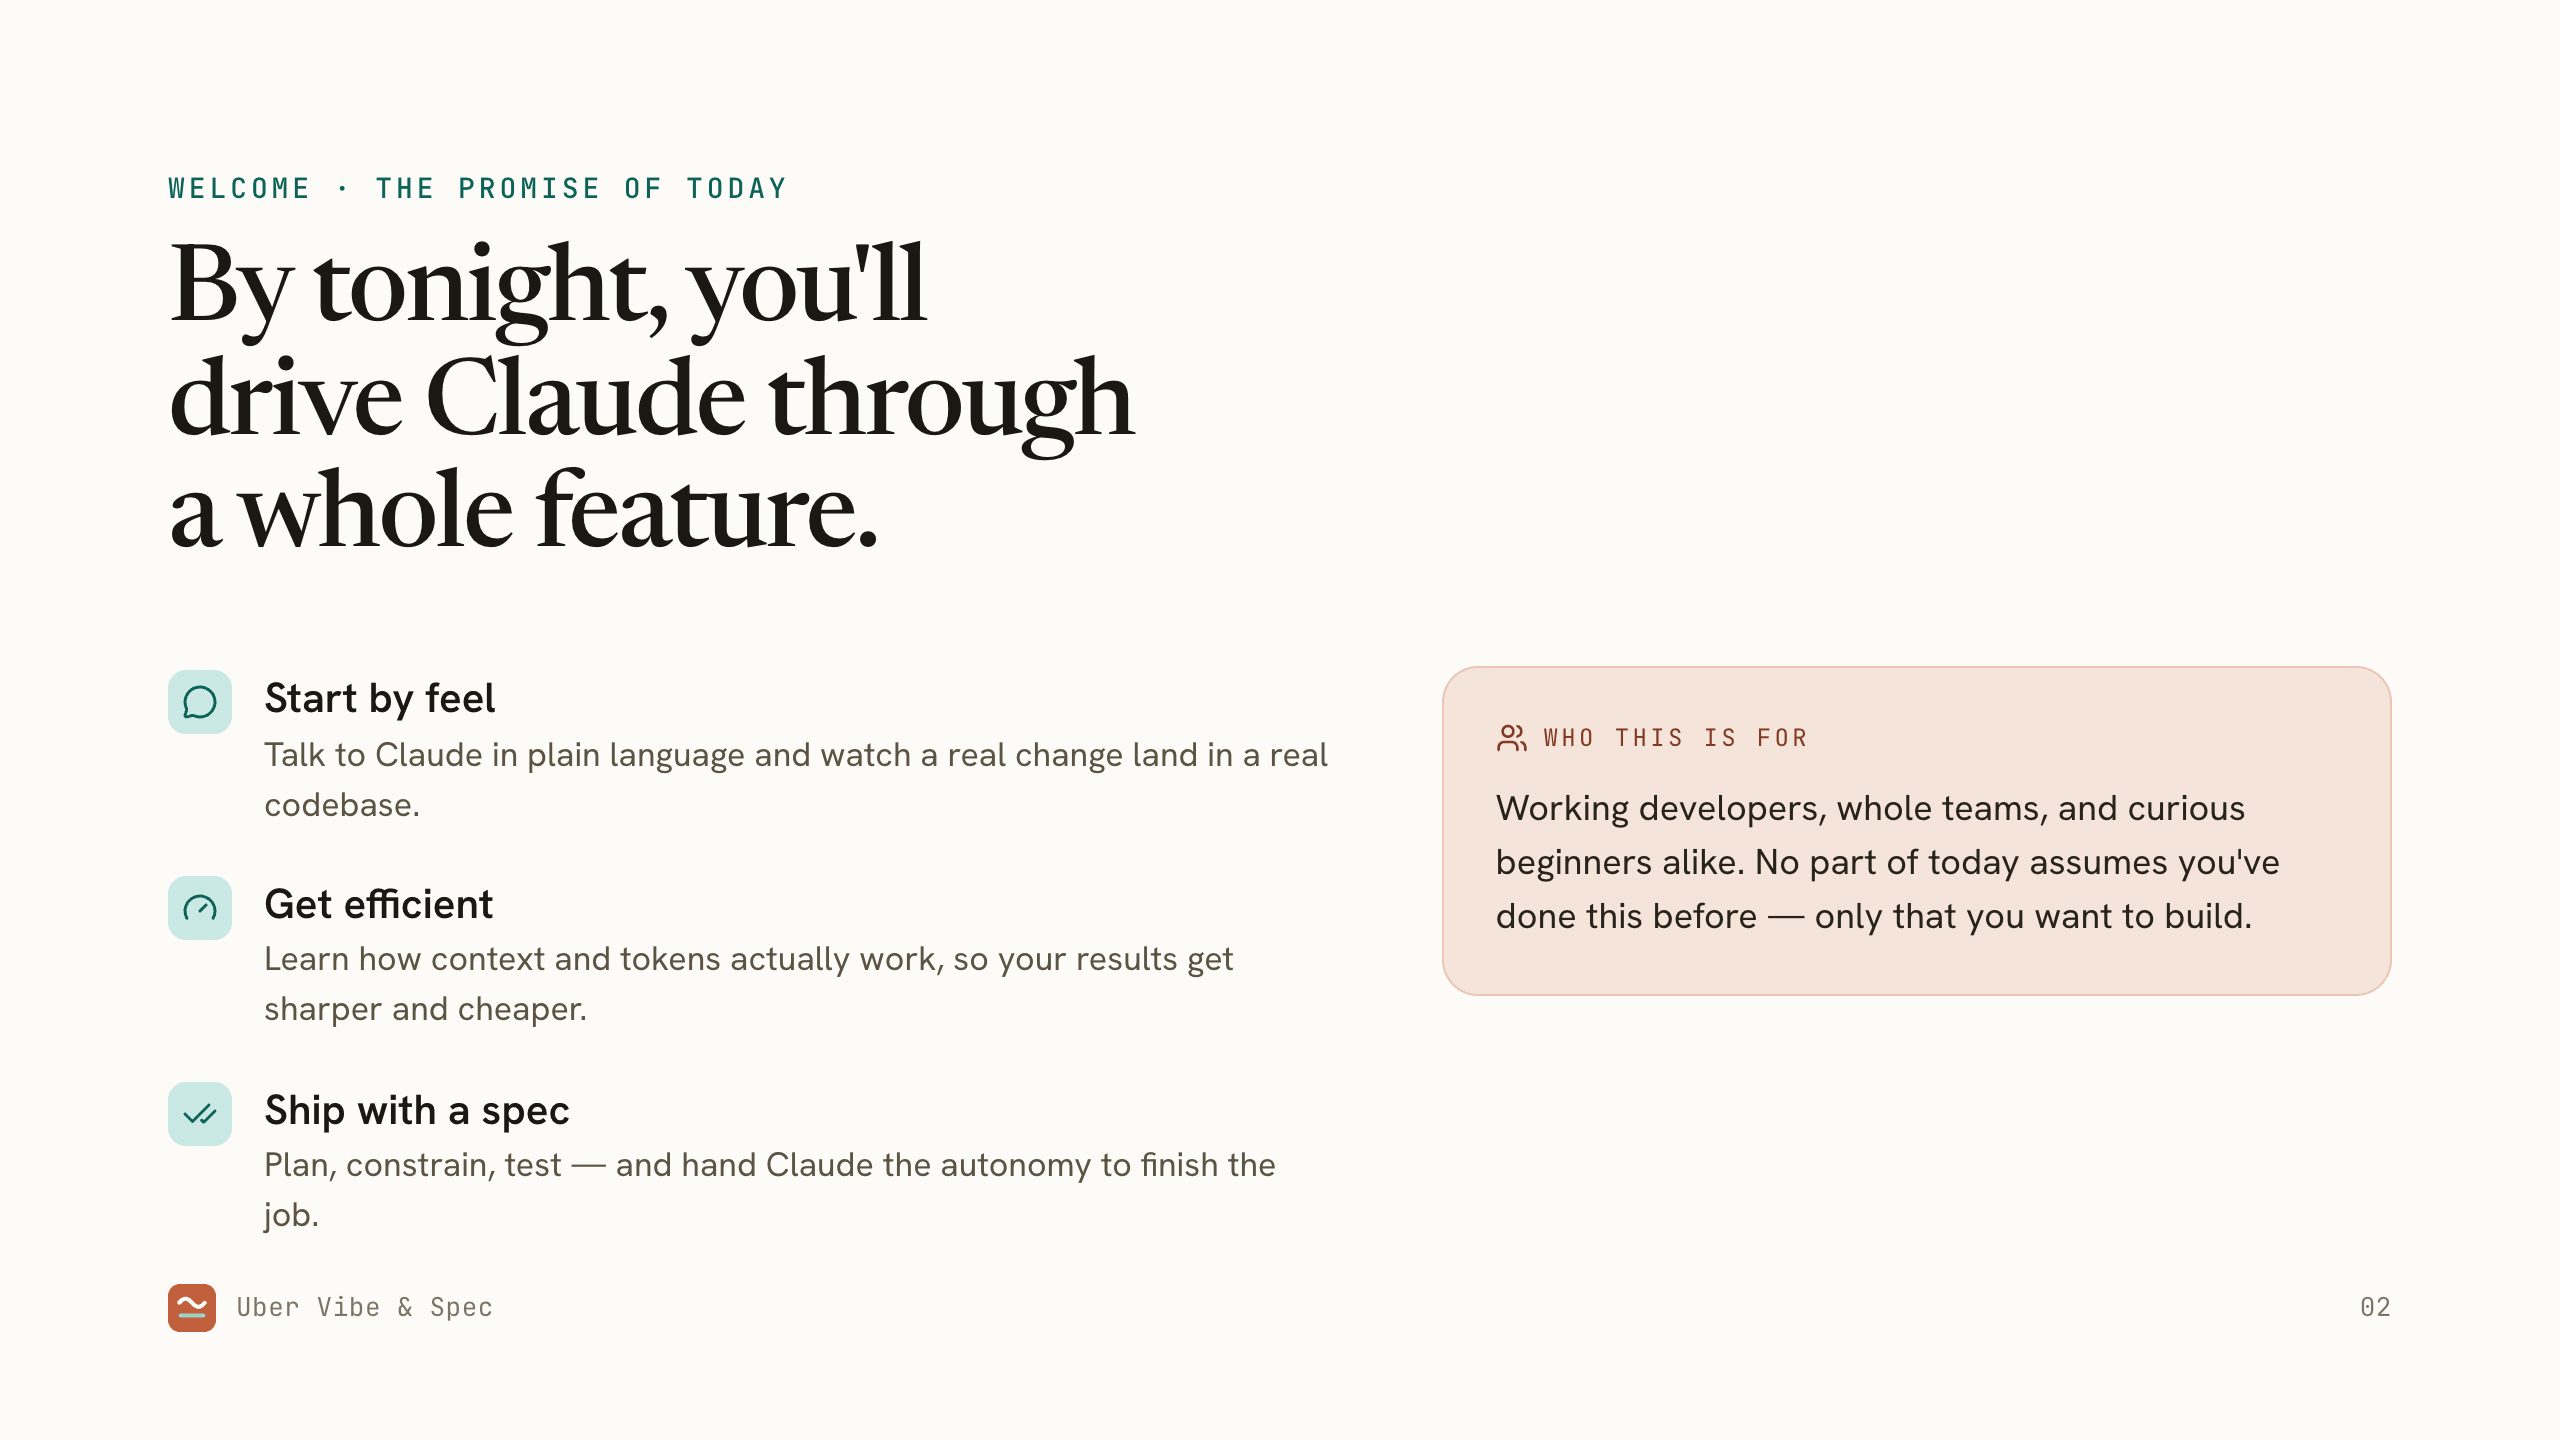 WELCOME · THE PROMISE OF TODAY
By tonight, you'll
drive Claude through
a whole feature.
Start by feel
Talk to Claude in plain language and watch a real change land in a real
codebase.
Get efficient
Learn how context and tokens actually work, so your results get
sharper and cheaper.
Ship with a spec
Plan, constrain, test — and hand Claude the autonomy to finish the
job.
WHO THIS IS FOR
Working developers, whole teams, and curious
beginners alike. No part of today assumes you've
done this before — only that you want to build.
Uber Vibe & Spec
02